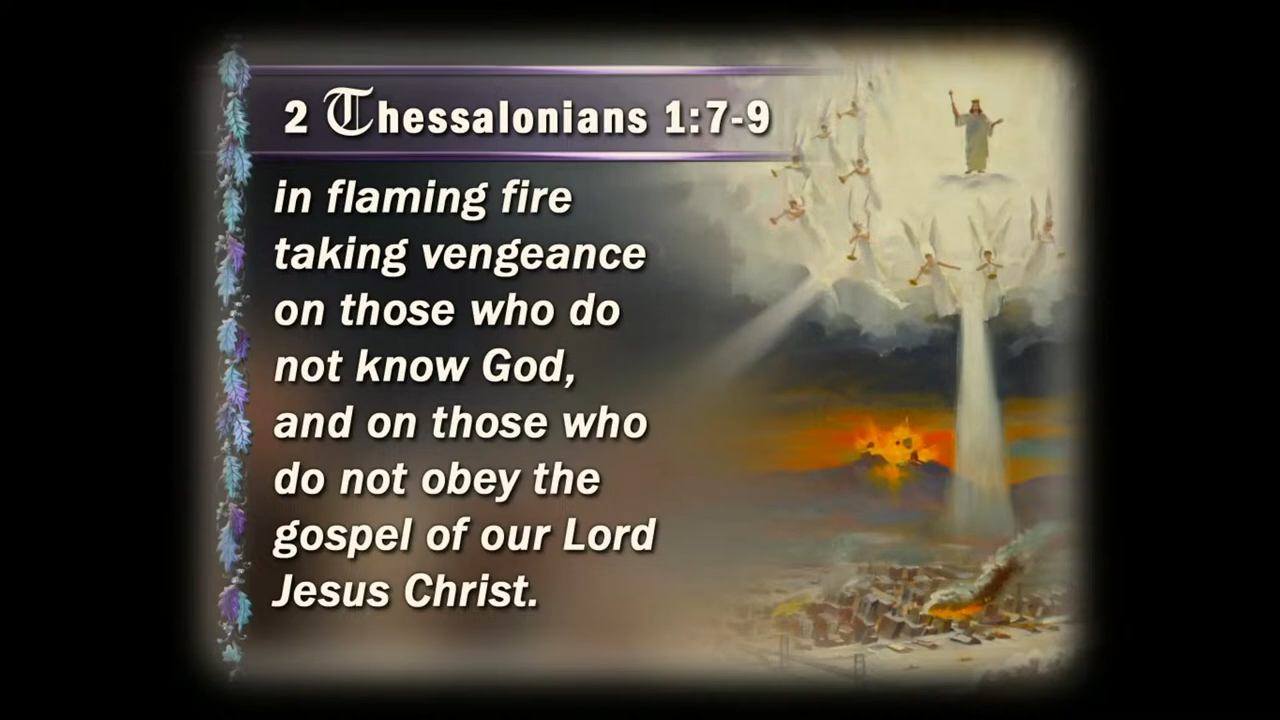 2 Thessalonians 1:7-9
in flaming fire
taking vengeance
on those who do
not know God,
and on those who
do not obey the
gospel of our Lord
Jesus Christ.